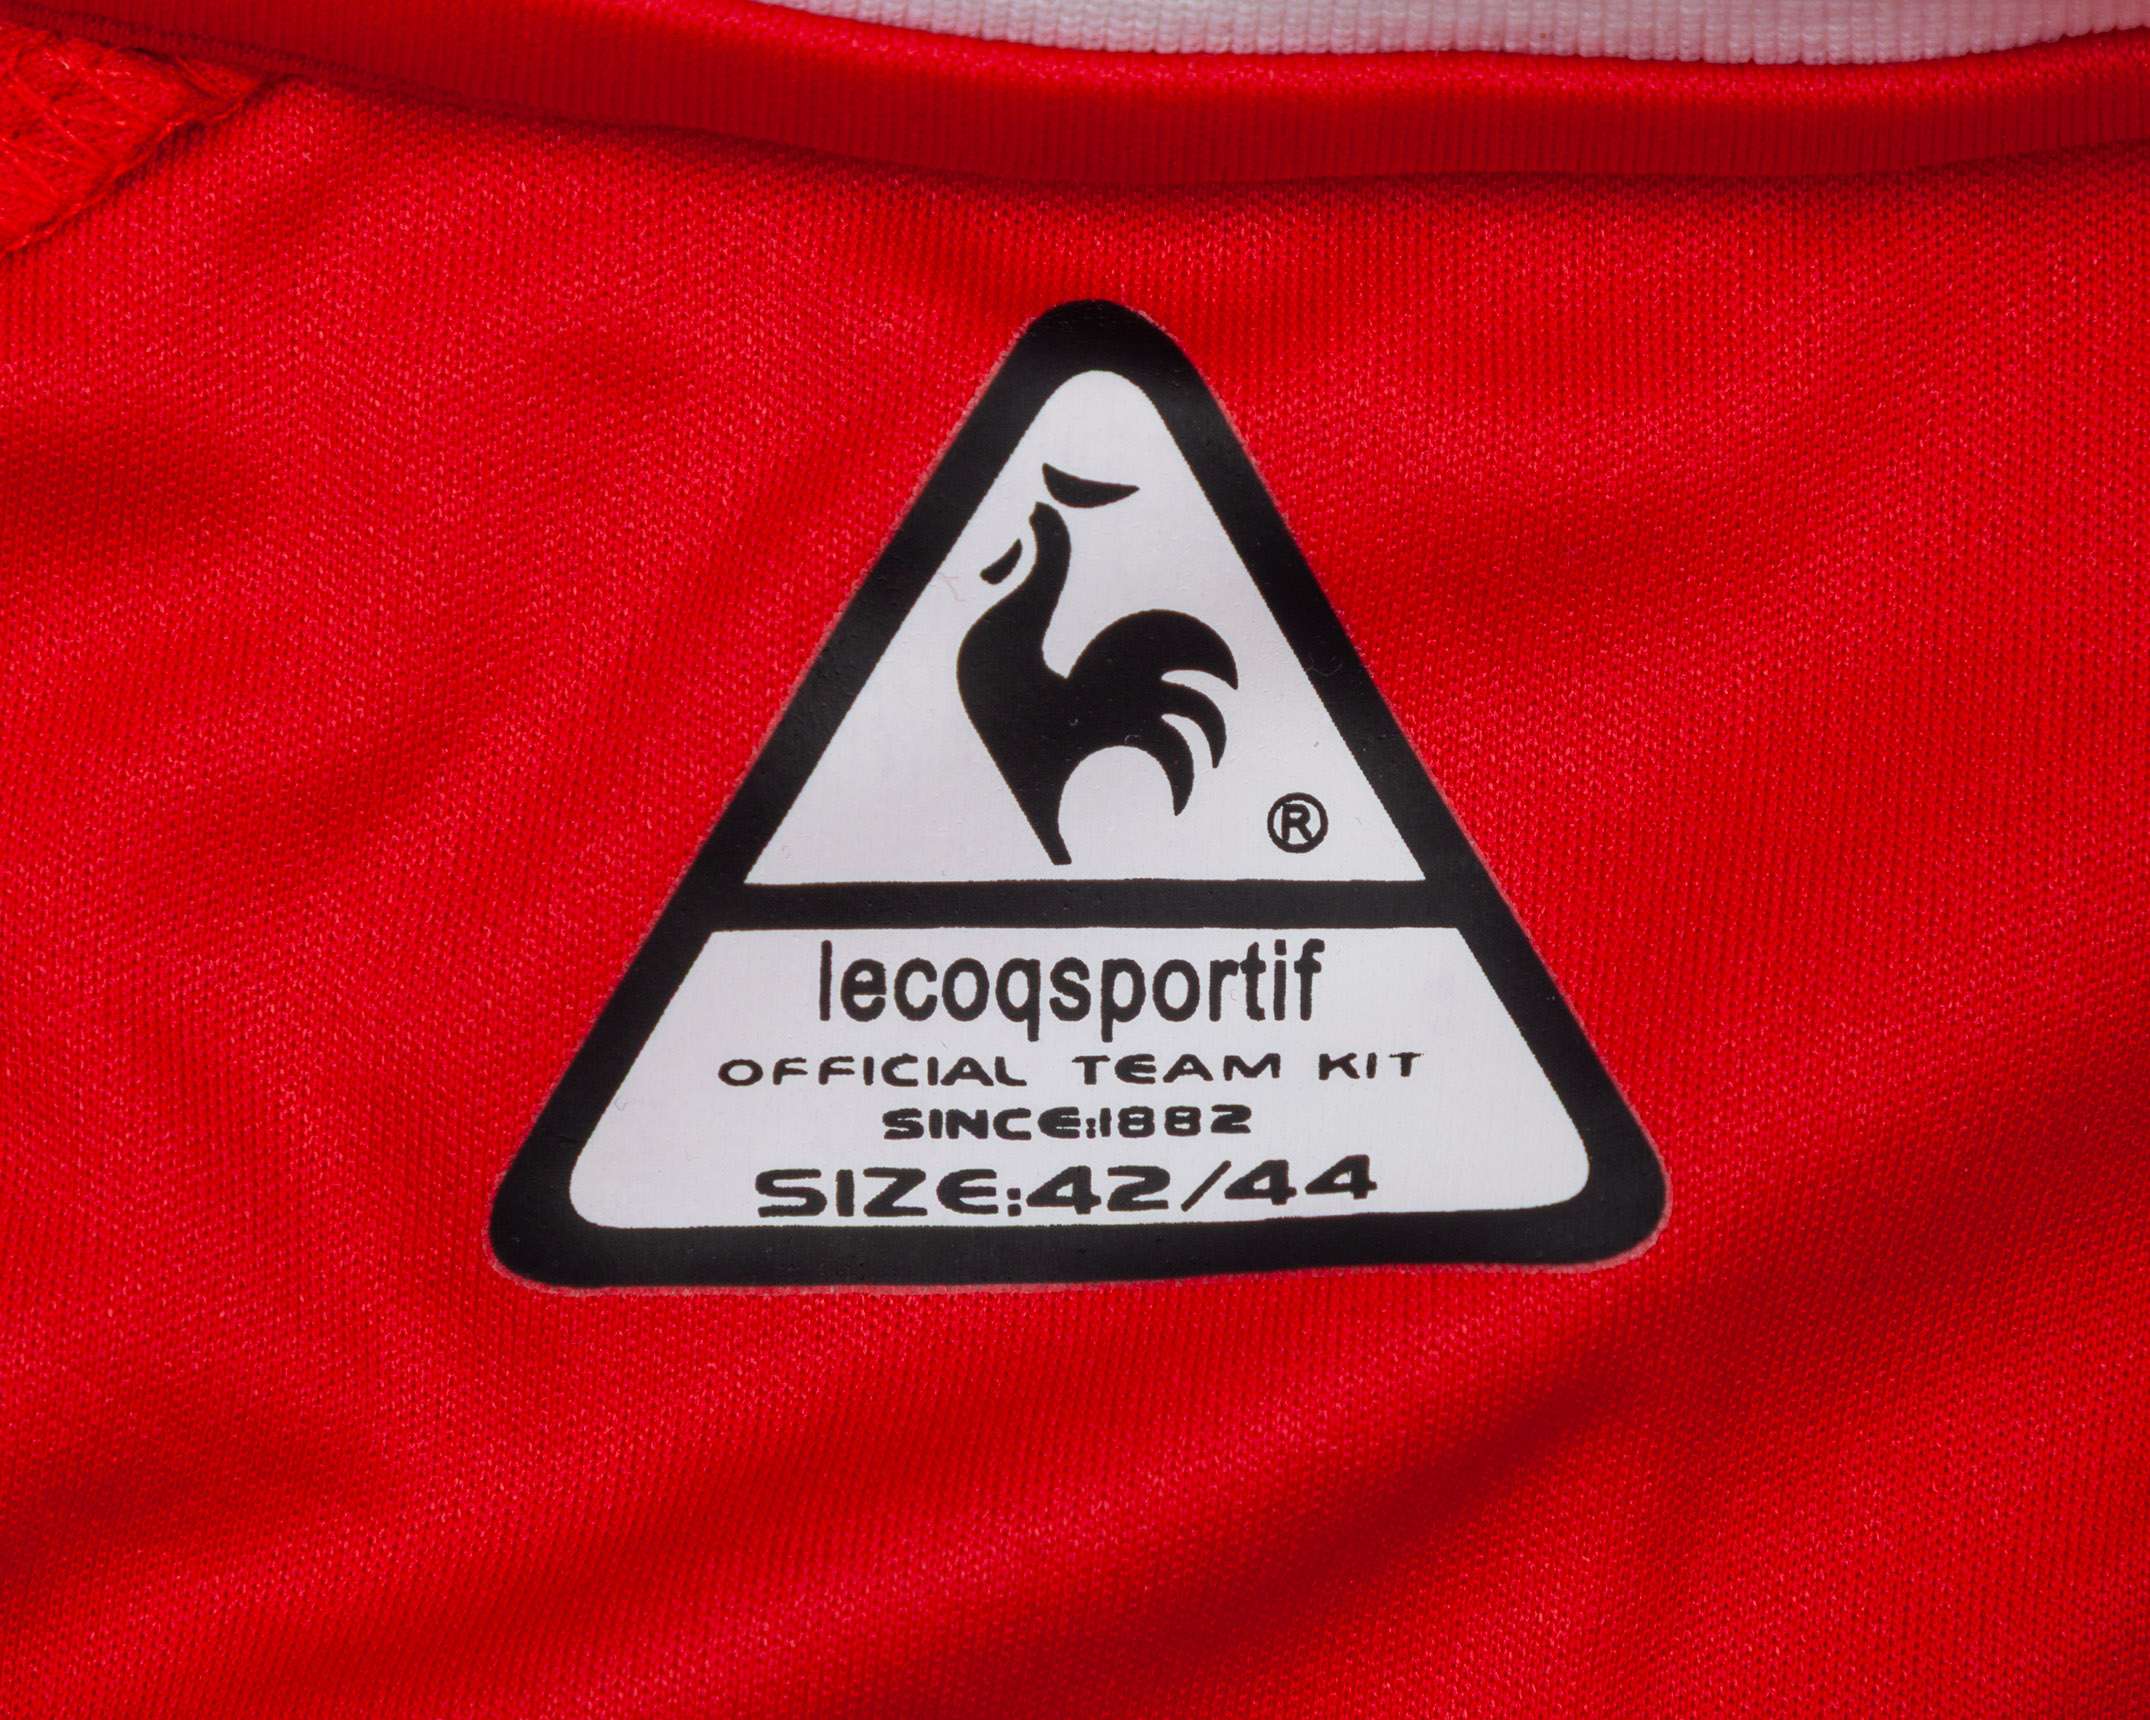 ®
lecoqsportif
OFFICIAL TEAM KIT
SINCE:1882
SIZE:42/44